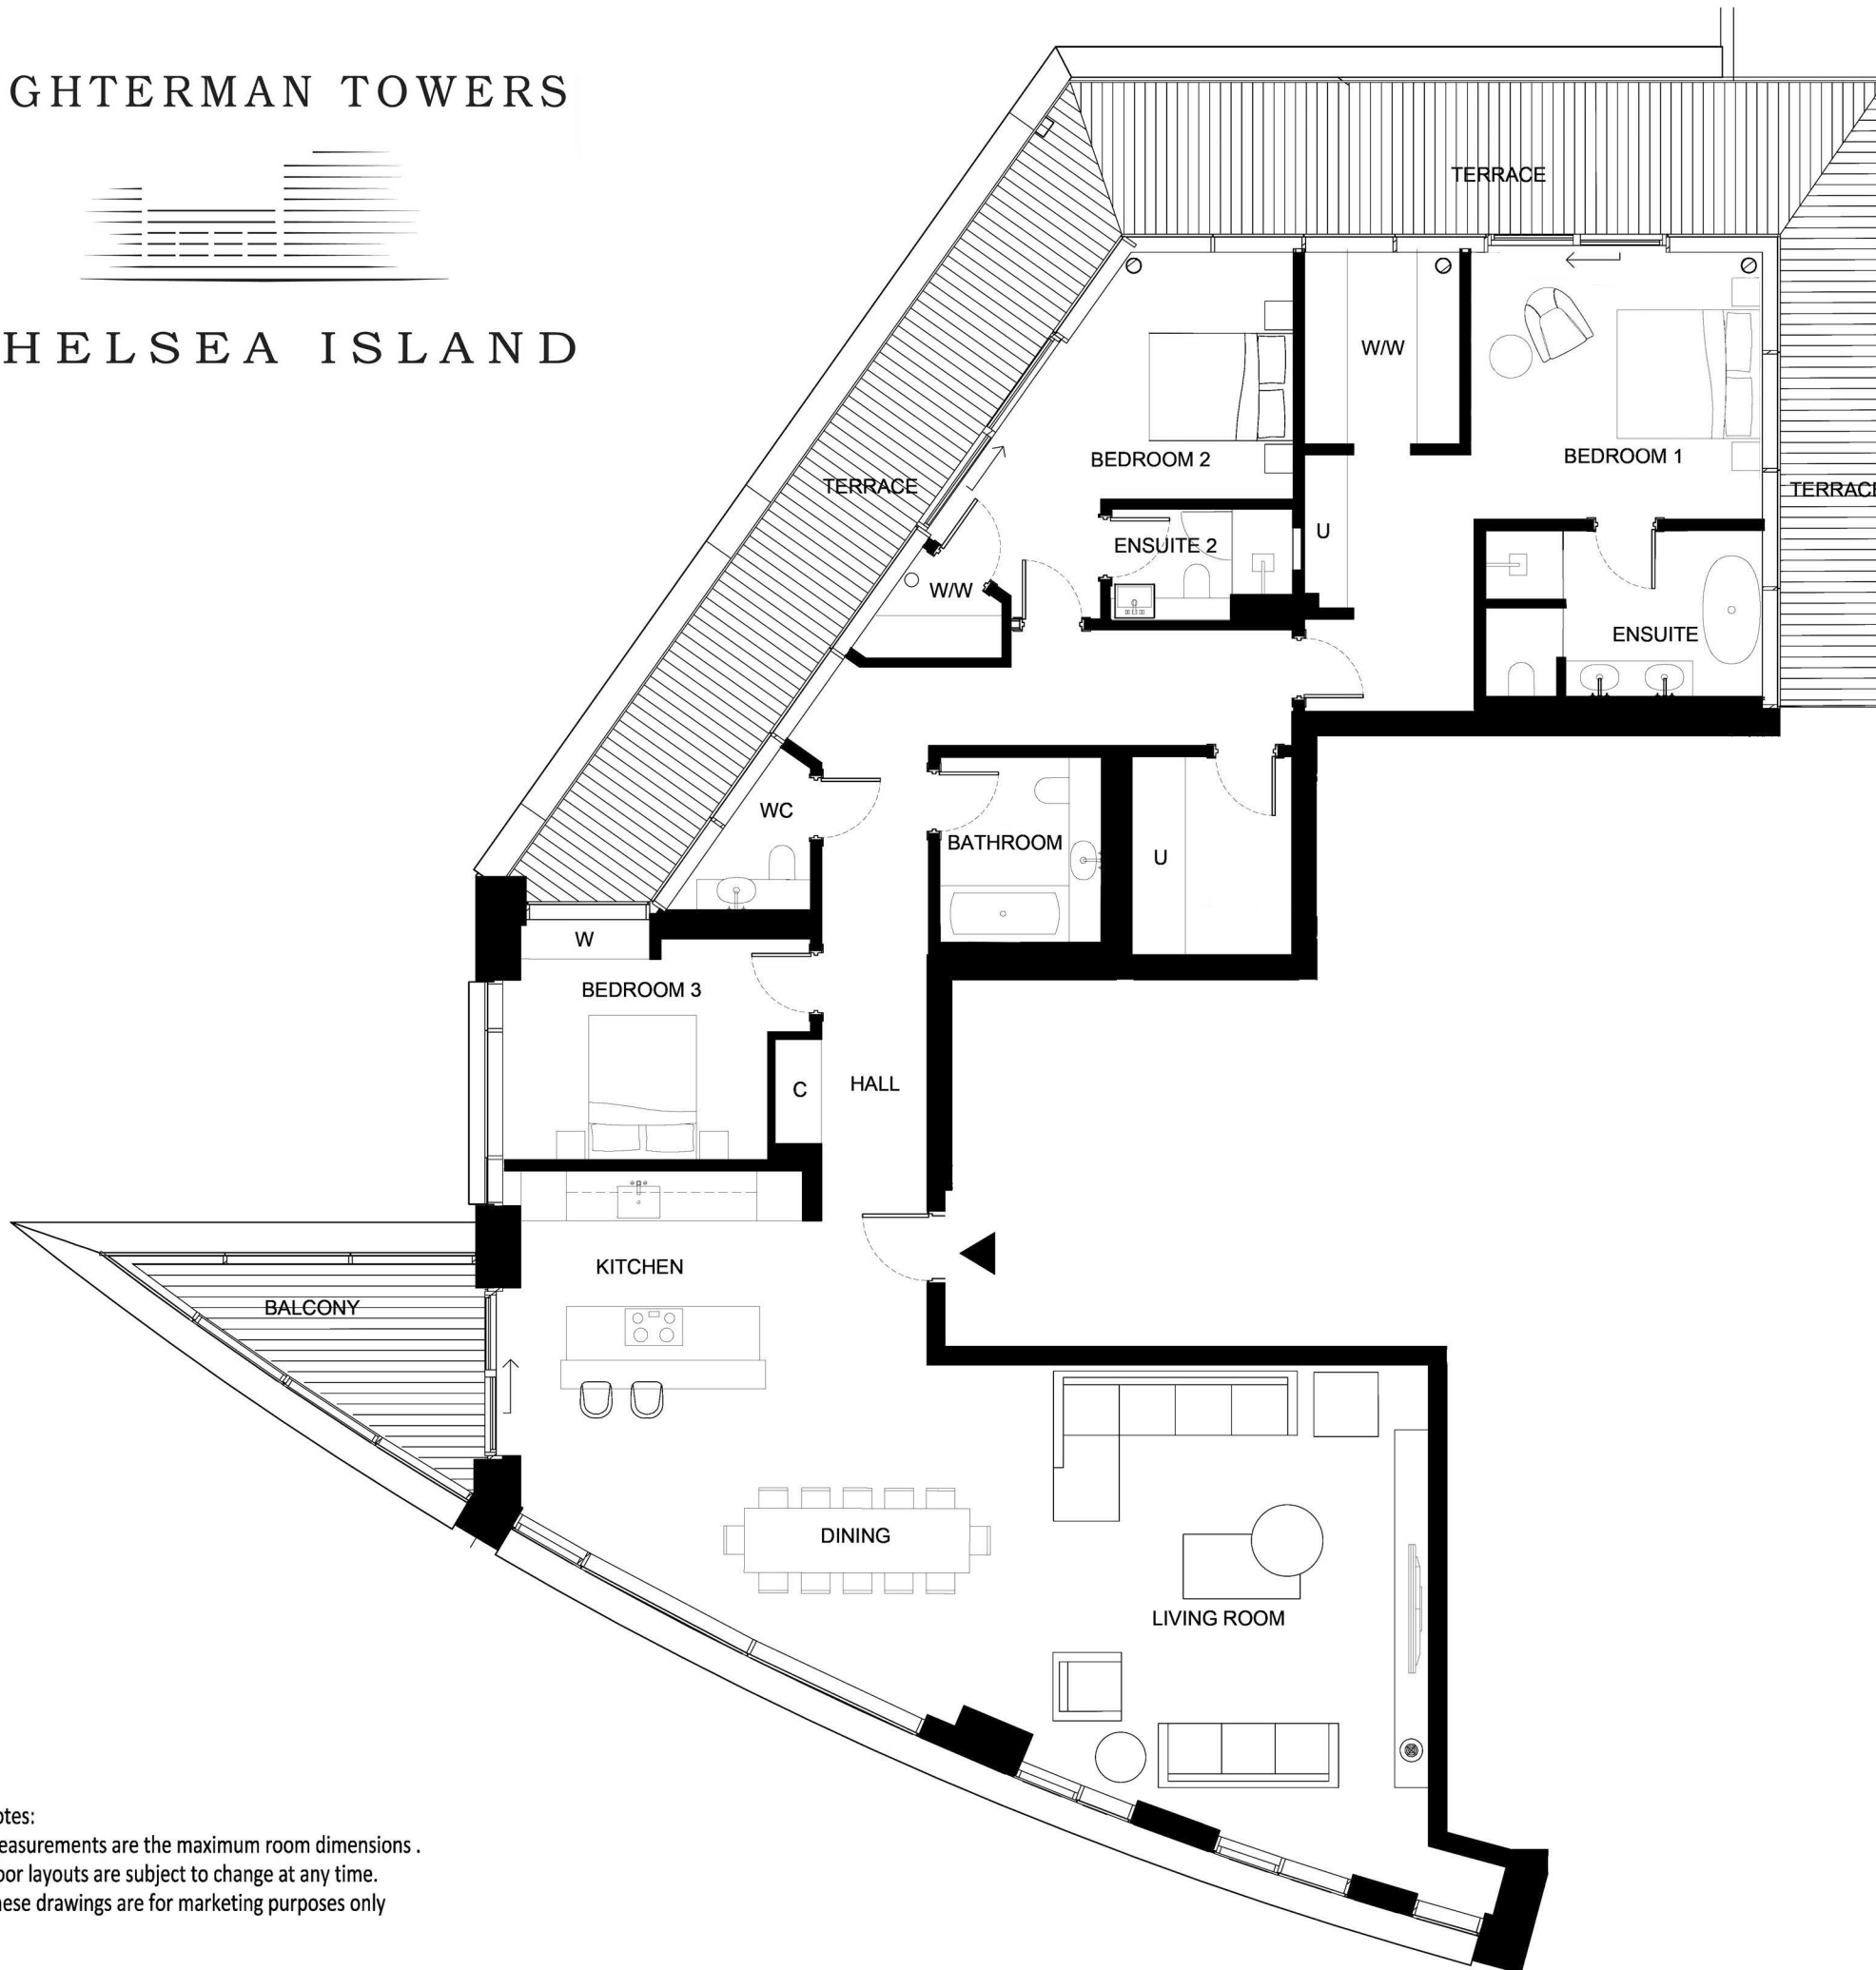 GHTERMAN TOWERS
HELSEA ISLAND
TERRACE
W/W
BEDROOM 2
BEDROOM 1
TERRACE
TERRACE
U
ENSUITE 2
W/W
ENSUITE
WC
BATHROOM
U
W
BEDROOM 3
HALL
C
KITCHEN
BALCONY
DINING
LIVING ROOM
otes:
easurements are the maximum room dimensions .
oor layouts are subject to change at any time.
hese drawings are for marketing purposes only